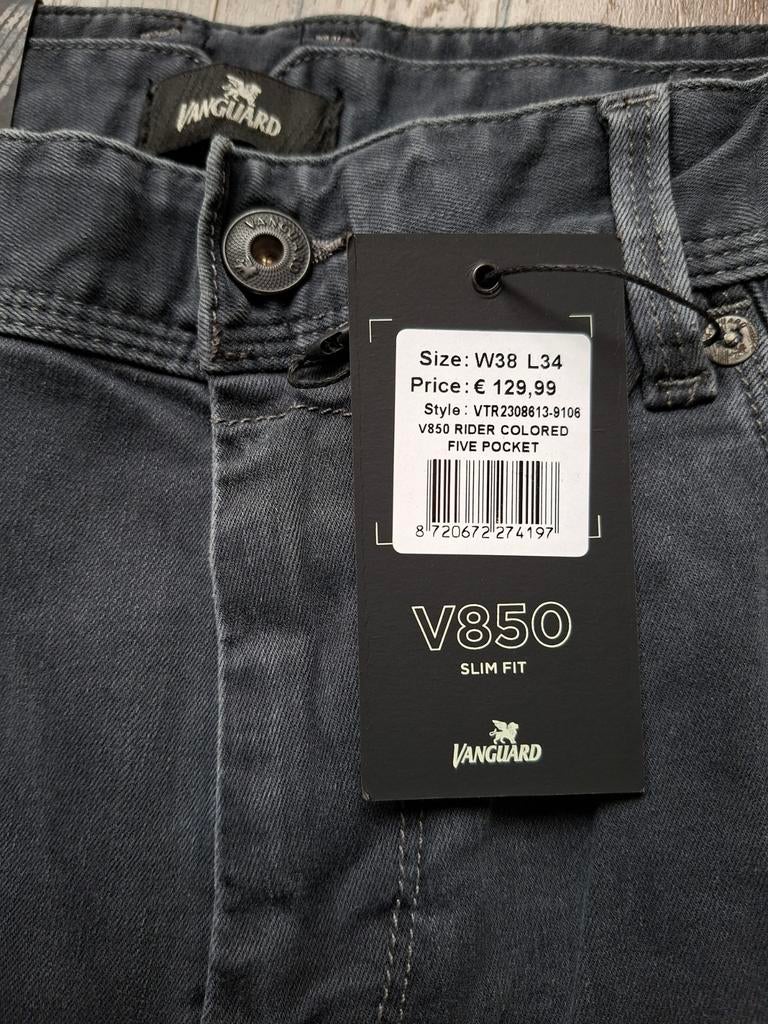 VANGUARD
VANGUARD
Size: W38 L34
Price: € 129,99
Style : VTR2308613-9106
V850 RIDER COLORED
FIVE POCKET
8 720672 274197
V850
SLIM FIT
VANGUARD